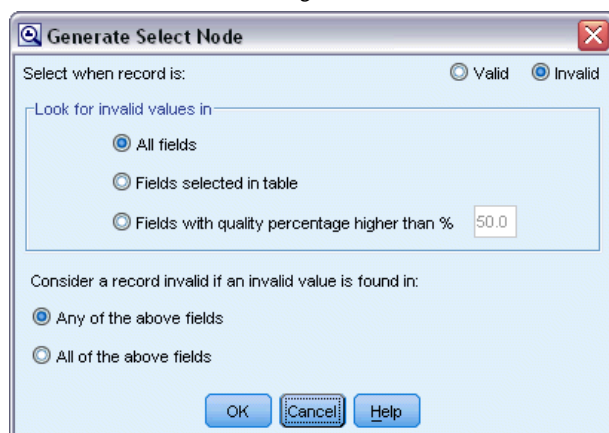 Generate Select Node
Select when record is: Valid Invalid
Look for invalid values in
All fields
Fields selected in table
Fields with quality percentage higher than % 50.0
Consider a record invalid if an invalid value is found in:
Any of the above fields
All of the above fields
OK Cancel Help